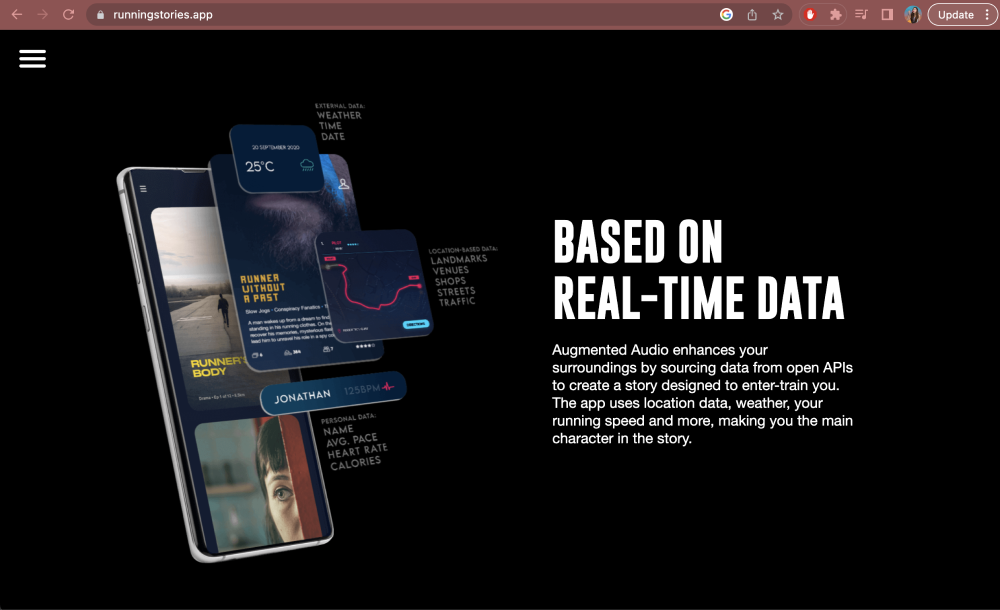 runningstories.app
Update
EXTERNAL DATA:
WEATHER
TIME
DATE
20 SEPTEMBER 2020
25°C
LOCATION-BASED DATA:
LANDMARKS
VENUES
SHOPS
STREETS
TRAFFIC
RUNNER
WITHOUT
A PAST
Slow Jogs · Conspiracy Fanatics ·
A man wakes up from a dream to find
standing in his running clothes. On the
recover his memories, mysterious
lead him to unravel his role in a spy
DIRECTIONS
RUNNER'S
BODY
JONATHAN
125BPM
PERSONAL DATA:
NAME
AVG. PACE
HEART RATE
CALORIES
BASED ON
REAL-TIME DATA
Augmented Audio enhances your
surroundings by sourcing data from open APIs
to create a story designed to enter-train you.
The app uses location data, weather, your
running speed and more, making you the main
character in the story.